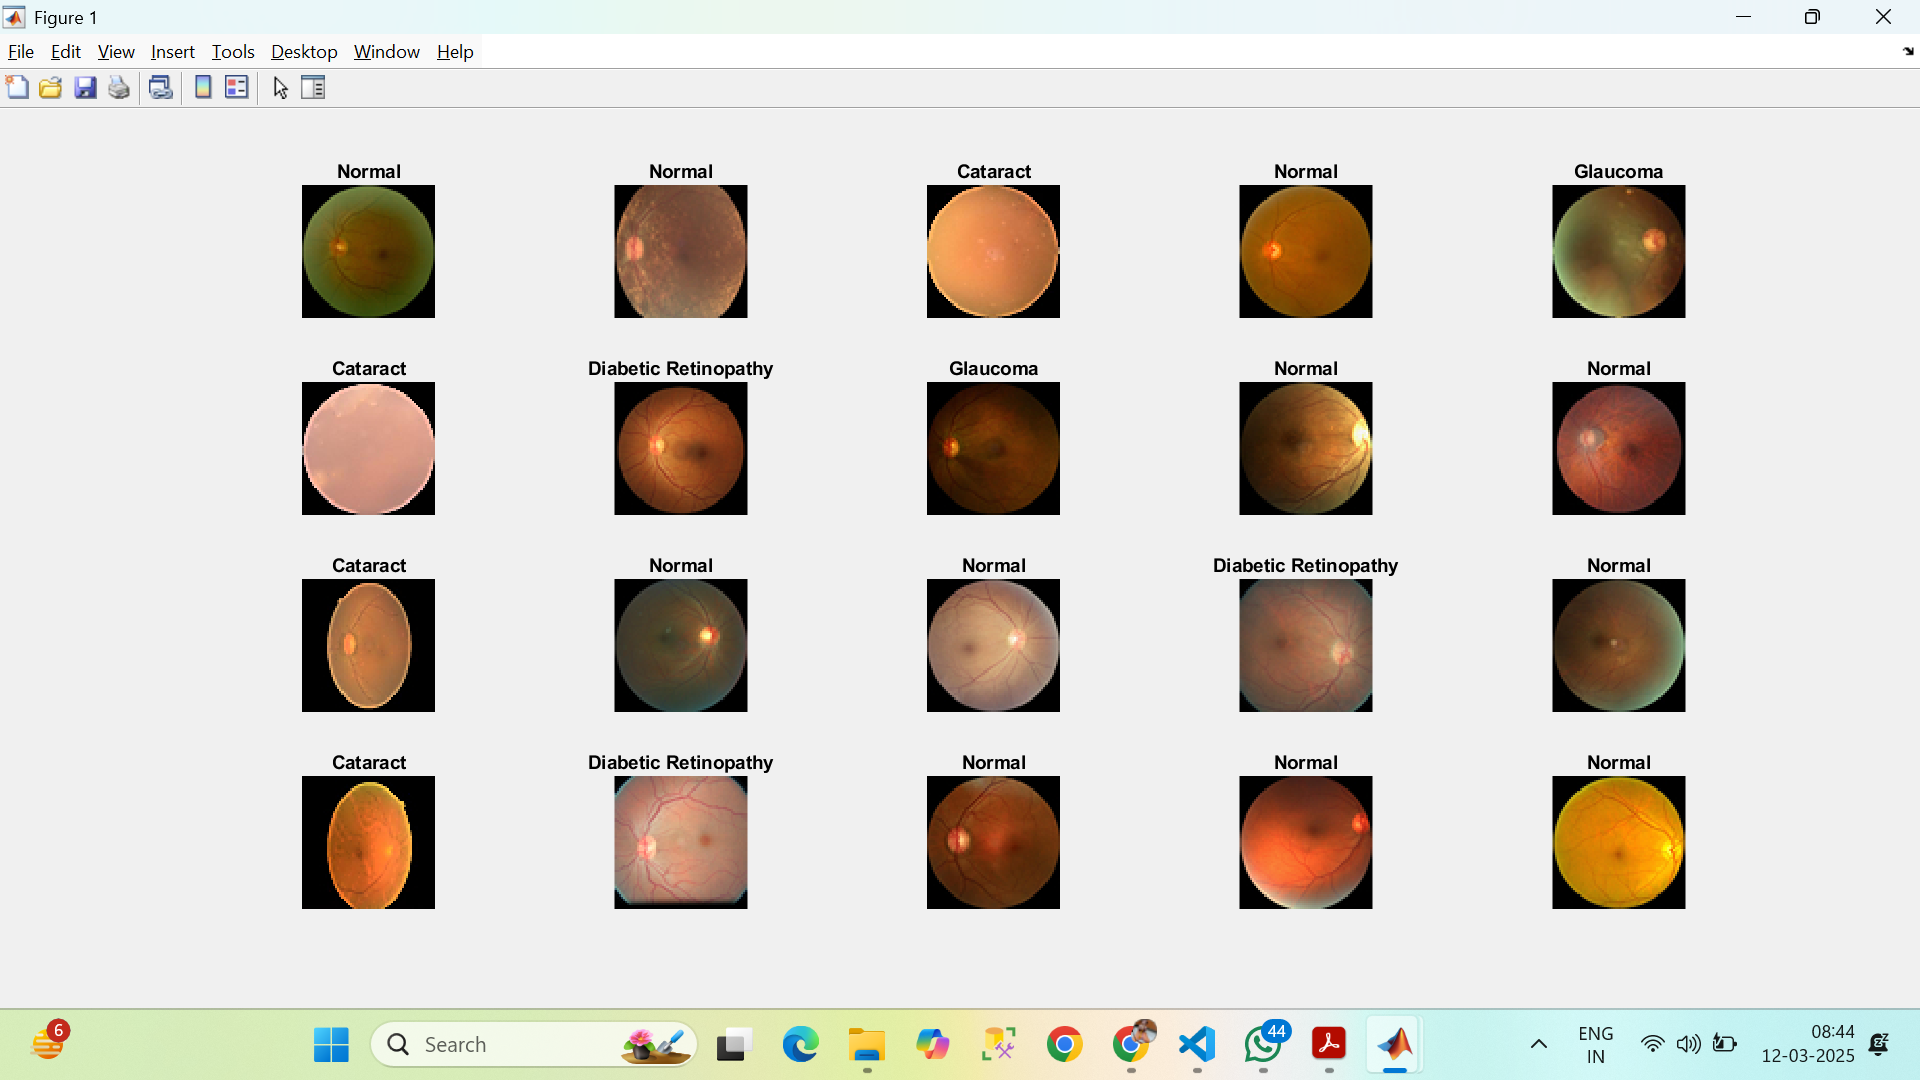 Figure 1
File Edit View Insert Tools Desktop Window Help
Normal Normal Cataract Normal Glaucoma
Cataract Diabetic Retinopathy Glaucoma Normal Normal
Cataract Normal Normal Diabetic Retinopathy Normal
Cataract Diabetic Retinopathy Normal Normal Normal
6
Search
44
ENG
IN
08:44
12-03-2025